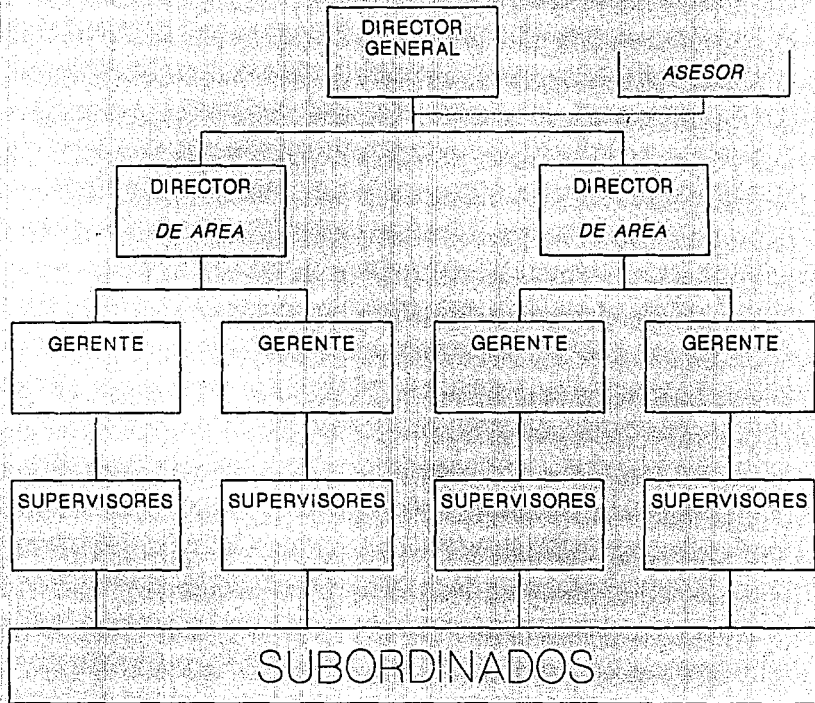 DIRECTOR
GENERAL
ASESOR
DIRECTOR
DE AREA
DIRECTOR
DE AREA
GERENTE
GERENTE
GERENTE
GERENTE
SUPERVISORES
SUPERVISORES
SUPERVISORES
SUPERVISORES
SUBORDINADOS